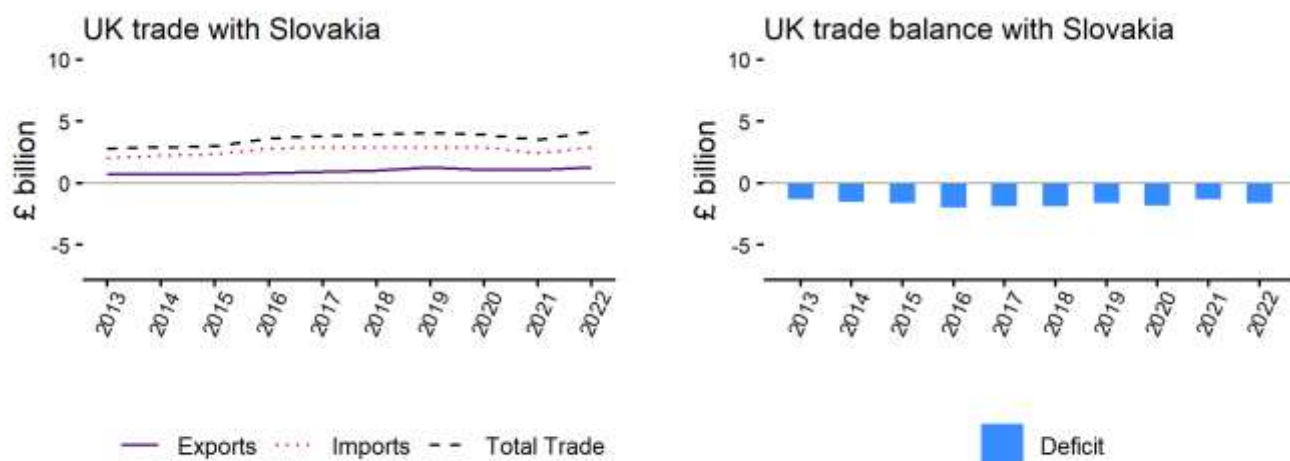 UK trade with Slovakia
10
5
0
-5
£ billion
2013 2014 2015 2016 2017 2018 2019 2020 2021 2022
Exports Imports Total Trade
UK trade balance with Slovakia
10
5
0
-5
£ billion
2013 2014 2015 2016 2017 2018 2019 2020 2021 2022
Deficit